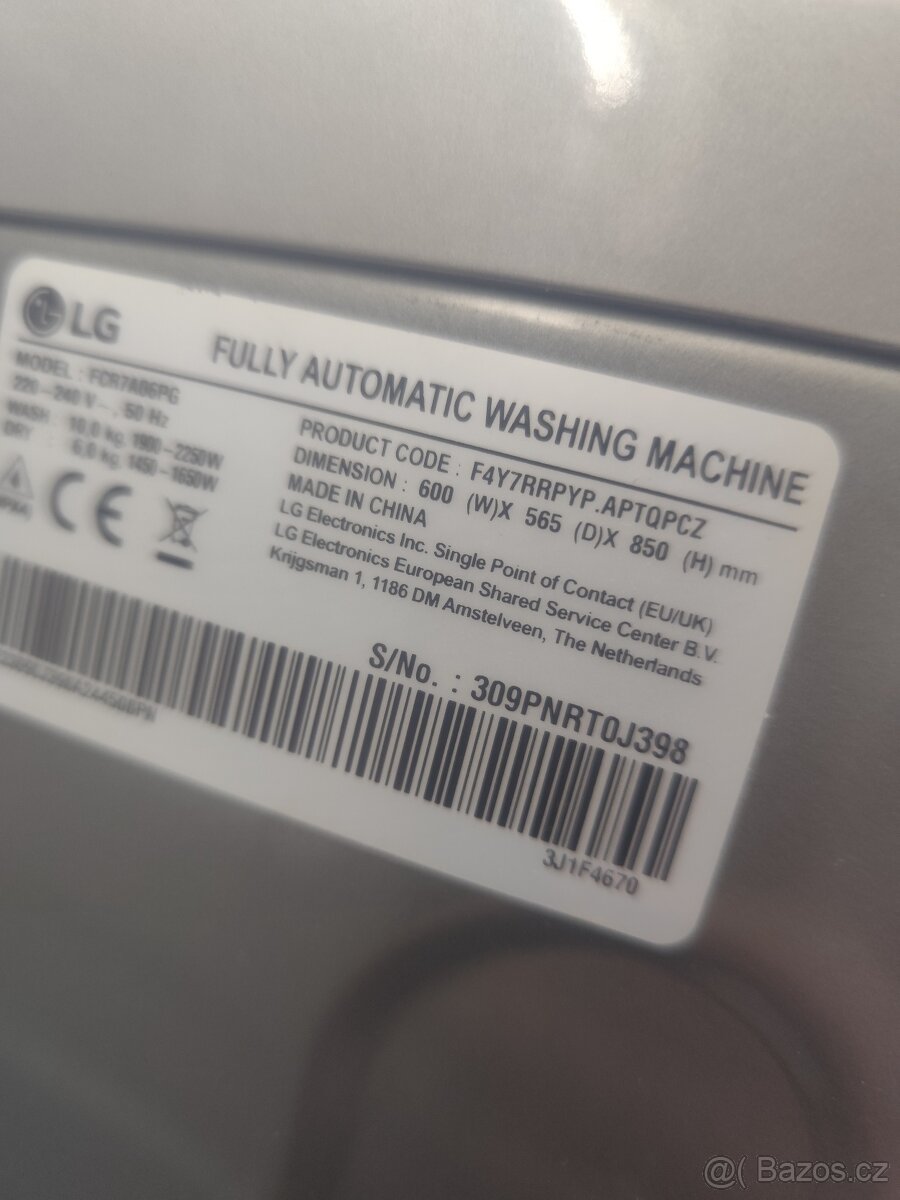 LG
FULLY AUTOMATIC WASHING MACHINE
MODEL :
220-240 V~, 50 Hz
WASH : 10,0 kg 1900-2250W
DRY : 6,0 kg 1450-1650W
PRODUCT CODE : F4Y7RRPYP.APTQPCZ
DIMENSION : 600 (W)X 565 (D)X 850 (H) mm
MADE IN CHINA
LG Electronics Inc. Single Point of Contact (EU/UK)
LG Electronics European Shared Service Center B.V.
Krijgsman 1, 1186 DM Amstelveen, The Netherlands
CE
S/No. : 309PNRT0J398
3J1F4670
@( Bazos.cz